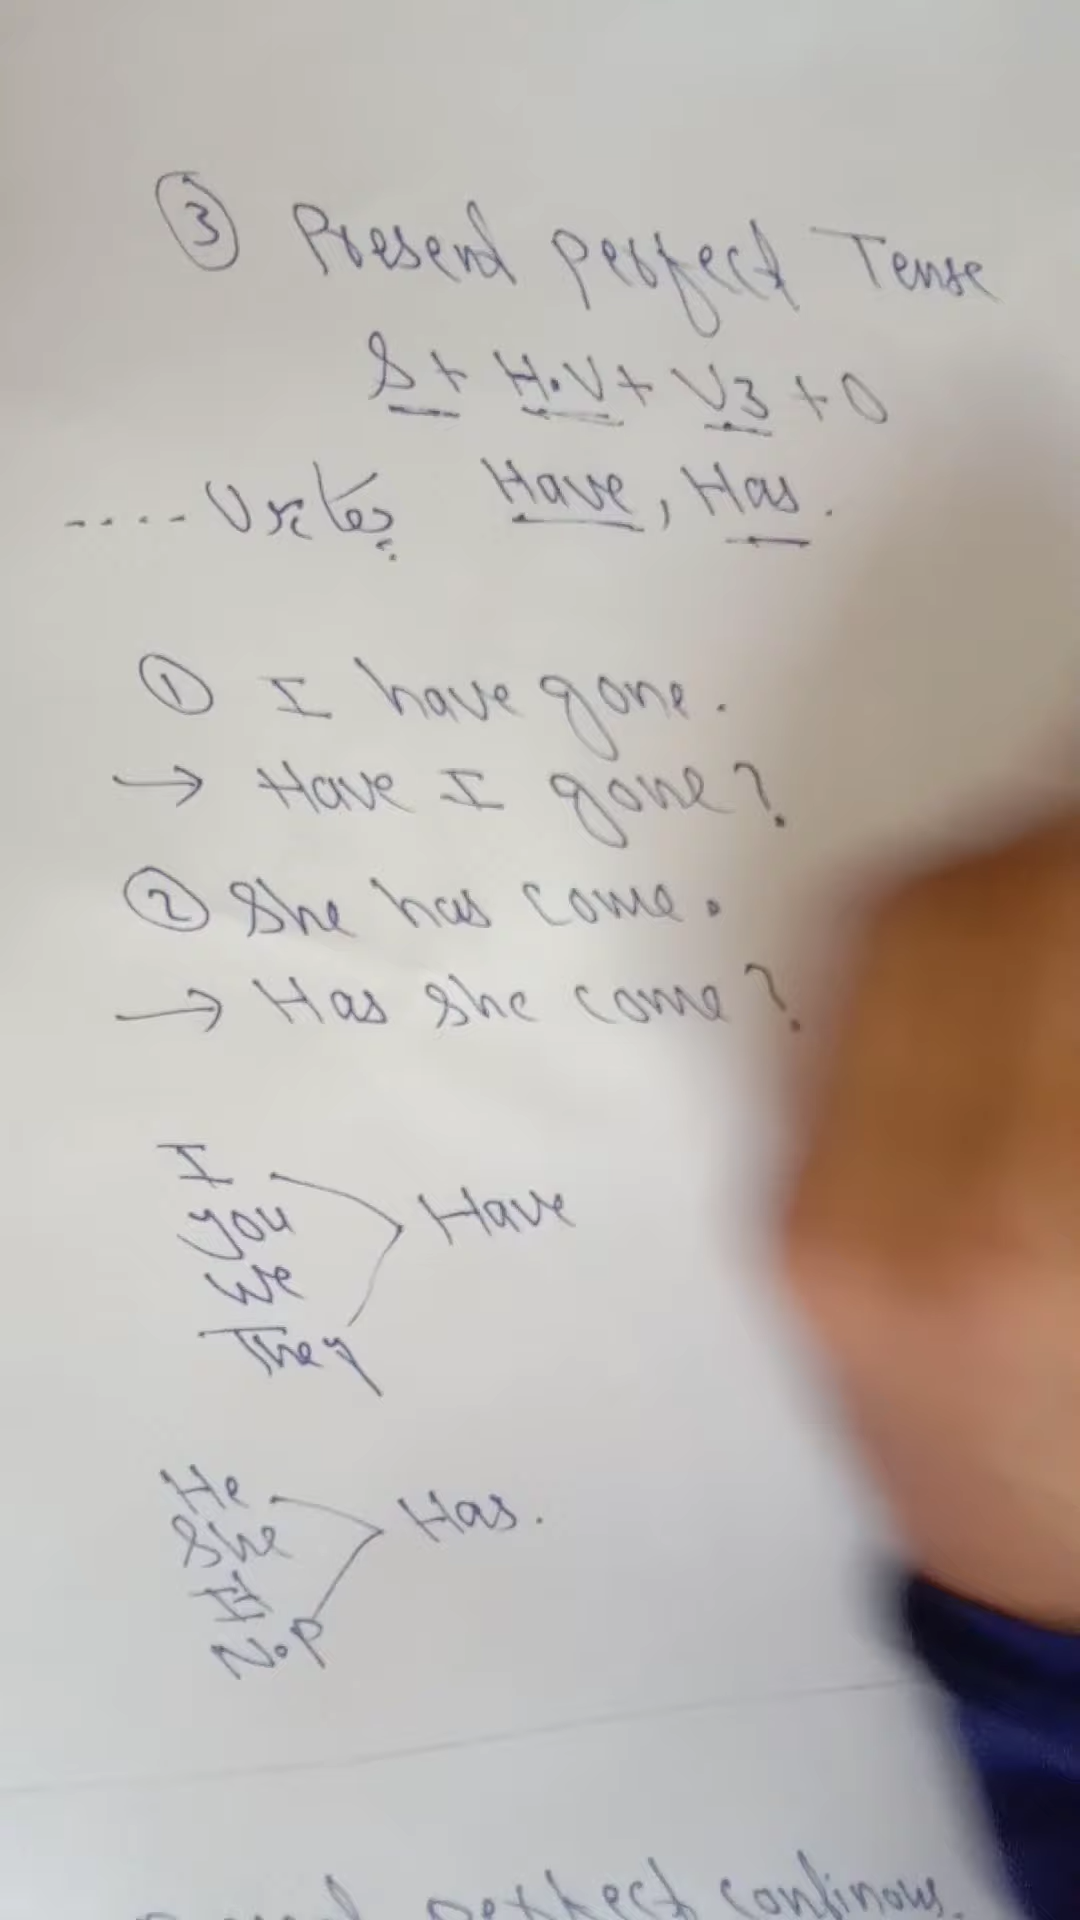 ③ Present perfect Tense
S + H.V + V3 + O
Have, Has.
① I have gone.
→ Have I gone?
② She has come.
→ Has she come?
I
you
We
They
Have
He
She
It
N.P
Has.
perfect continous.